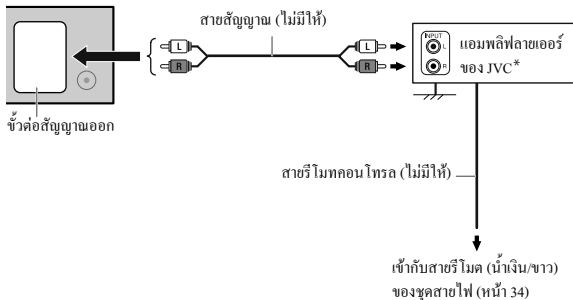 สายสัญญาณ (ไม่มีให้)
L
R
L
R
INPUT
L
R
แอมพลิฟลายเออร์
ของ JVC*
ขั้วต่อสัญญาณออก
สายรีโมทคอนโทรล (ไม่มีให้)
เข้ากับสายรีโมต (น้ำเงิน/ขาว)
ของชุดสายไฟ (หน้า 34)